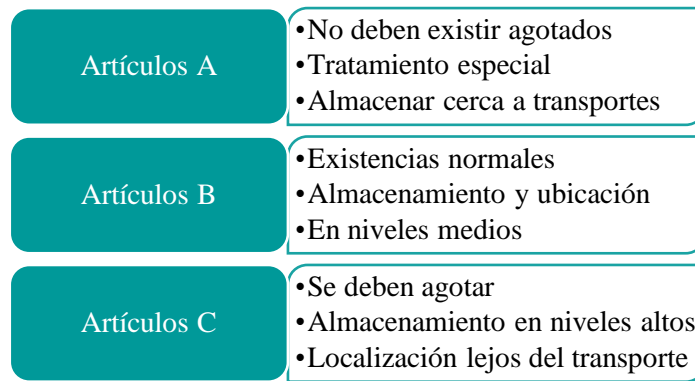 Artículos A
•No deben existir agotados
•Tratamiento especial
•Almacenar cerca a transportes
Artículos B
•Existencias normales
•Almacenamiento y ubicación
•En niveles medios
Artículos C
•Se deben agotar
•Almacenamiento en niveles altos
•Localización lejos del transporte